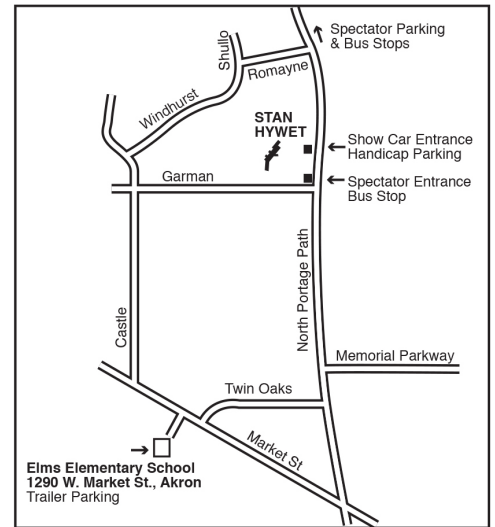 Spectator Parking
& Bus Stops
Shullo
Romayne
Windhurst
STAN
HYWET
Show Car Entrance
Handicap Parking
Garman
Spectator Entrance
Bus Stop
North Portage Path
Castle
Memorial Parkway
Twin Oaks
Market St
Elms Elementary School
1290 W. Market St., Akron
Trailer Parking